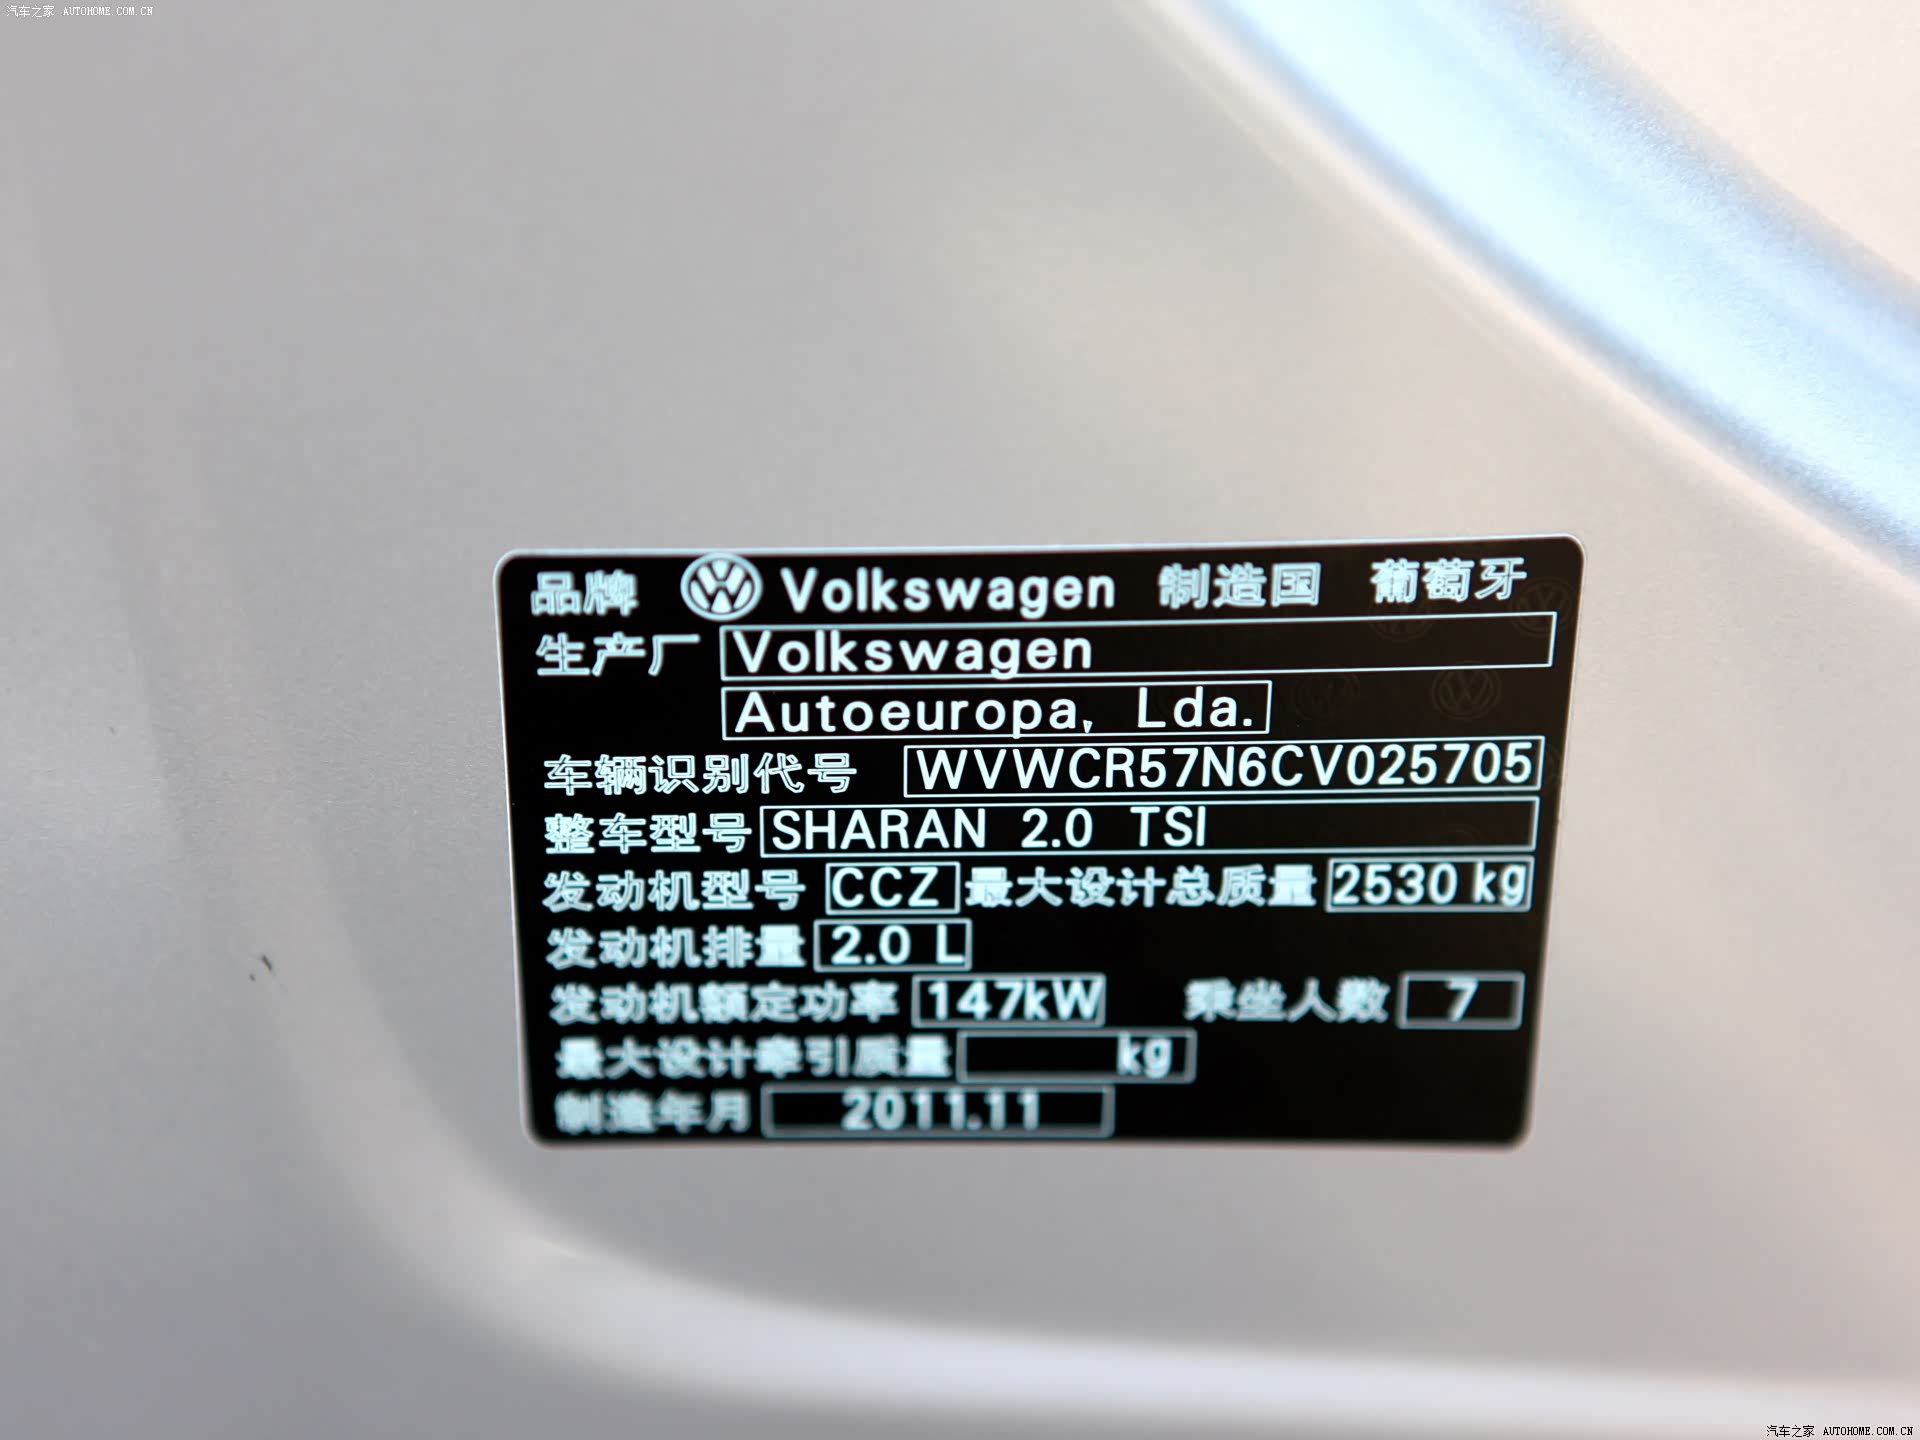 汽车之家 AUTOHOME.COM.CN
品牌 Volkswagen 制造国 葡萄牙
生产厂 Volkswagen
Autoeuropa, Lda.
车辆识别代号 WVWCR57N6CV025705
整车型号 SHARAN 2.0 TSI
发动机型号 CCZ 最大设计总质量 2530 kg
发动机排量 2.0 L
发动机额定功率 147kW 乘坐人数 7
最大设计牵引质量 kg
制造年月 2011.11
汽车之家 AUTOHOME.COM.CN